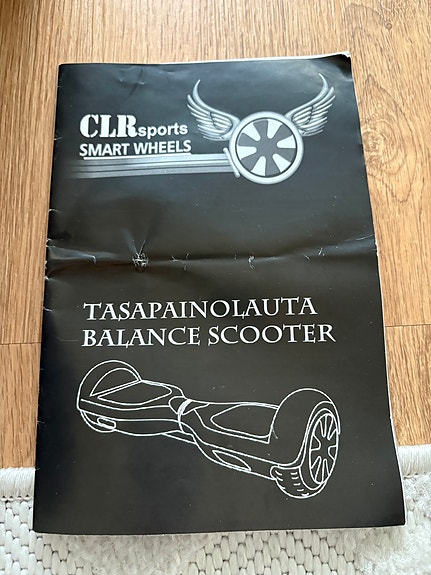 CLRsports
SMART WHEELS
TASAPAINOLAUTA
BALANCE SCOOTER